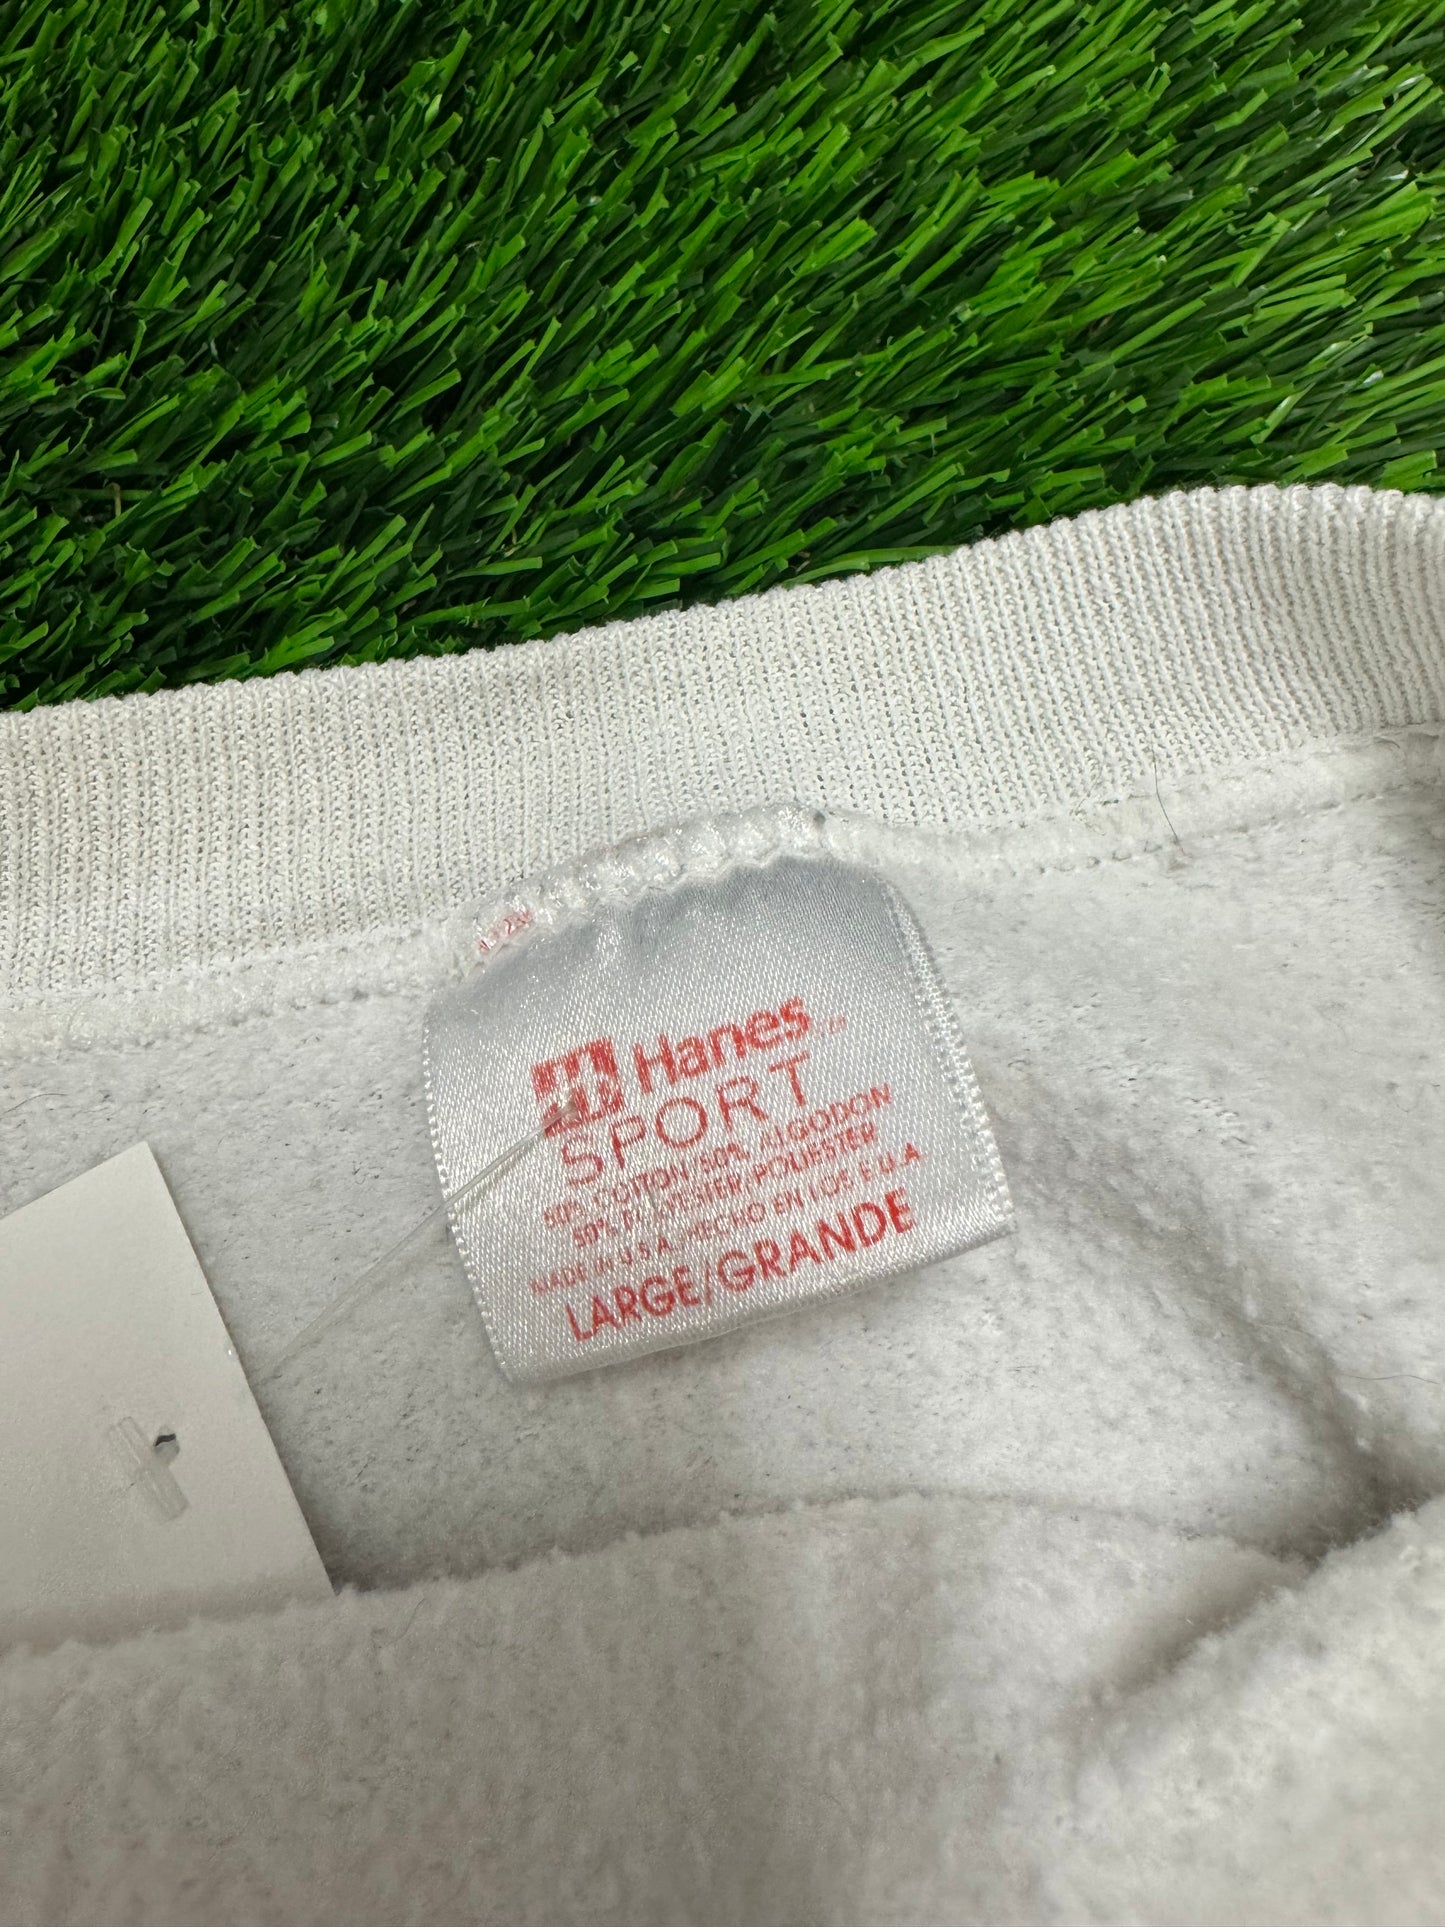 Hanes
SPORT
50% COTTON/50% ALGODON
50% POLYESTER/POLIESTER
MADE IN U.S.A. HECHO EN LOS E.U.A
LARGE/GRANDE